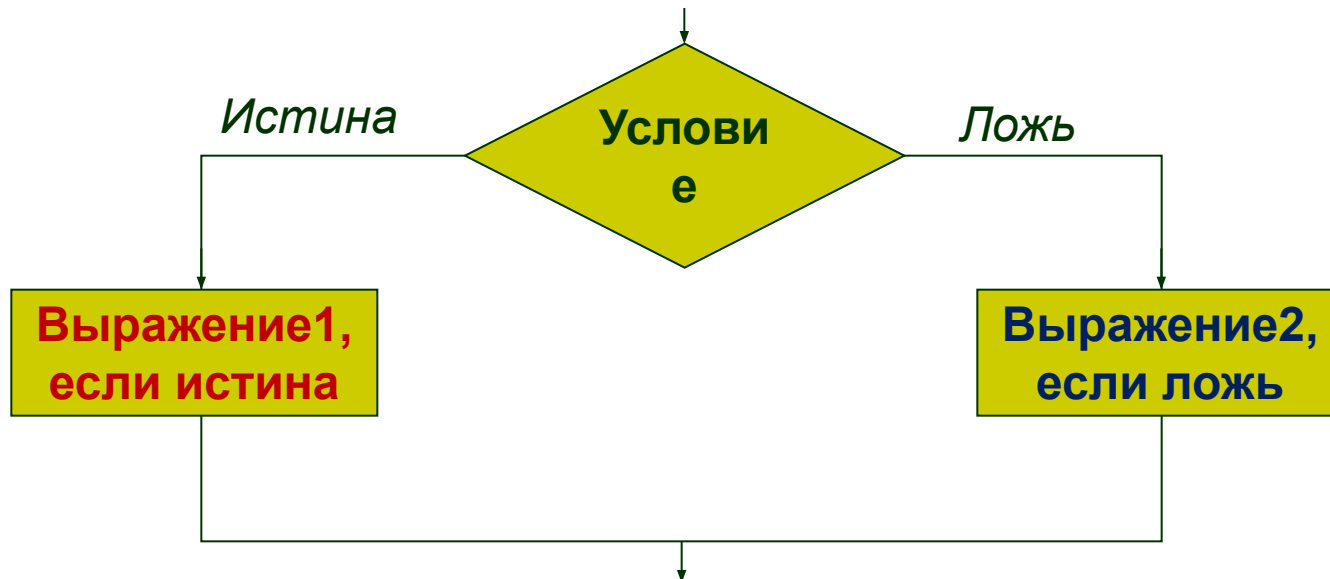 Истина
Услови
е
Ложь
Выражение1,
если истина
Выражение2,
если ложь